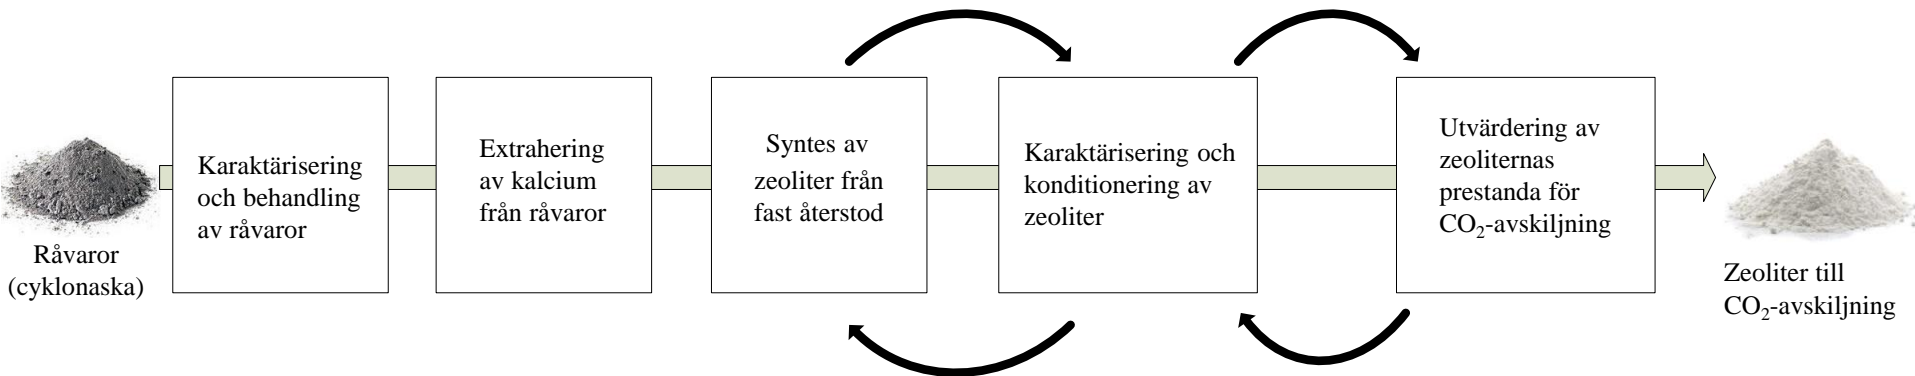 Råvaror
(cyklonaska)
Karaktärisering
och behandling
av råvaror
Extrahering
av kalcium
från råvaror
Syntes av
zeoliter från
fast återstod
Karaktärisering och
konditionering av
zeoliter
Utvärdering av
zeoliternas
prestanda för
CO₂-avskiljning
Zeoliter till
CO₂-avskiljning